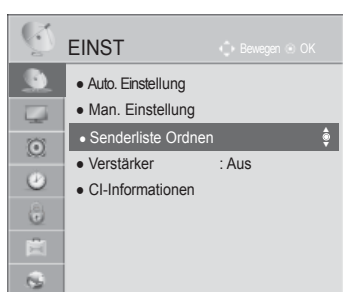 EINST
Bewegen OK
● Auto. Einstellung
● Man. Einstellung
● Senderliste Ordnen
● Verstärker : Aus
● CI-Informationen